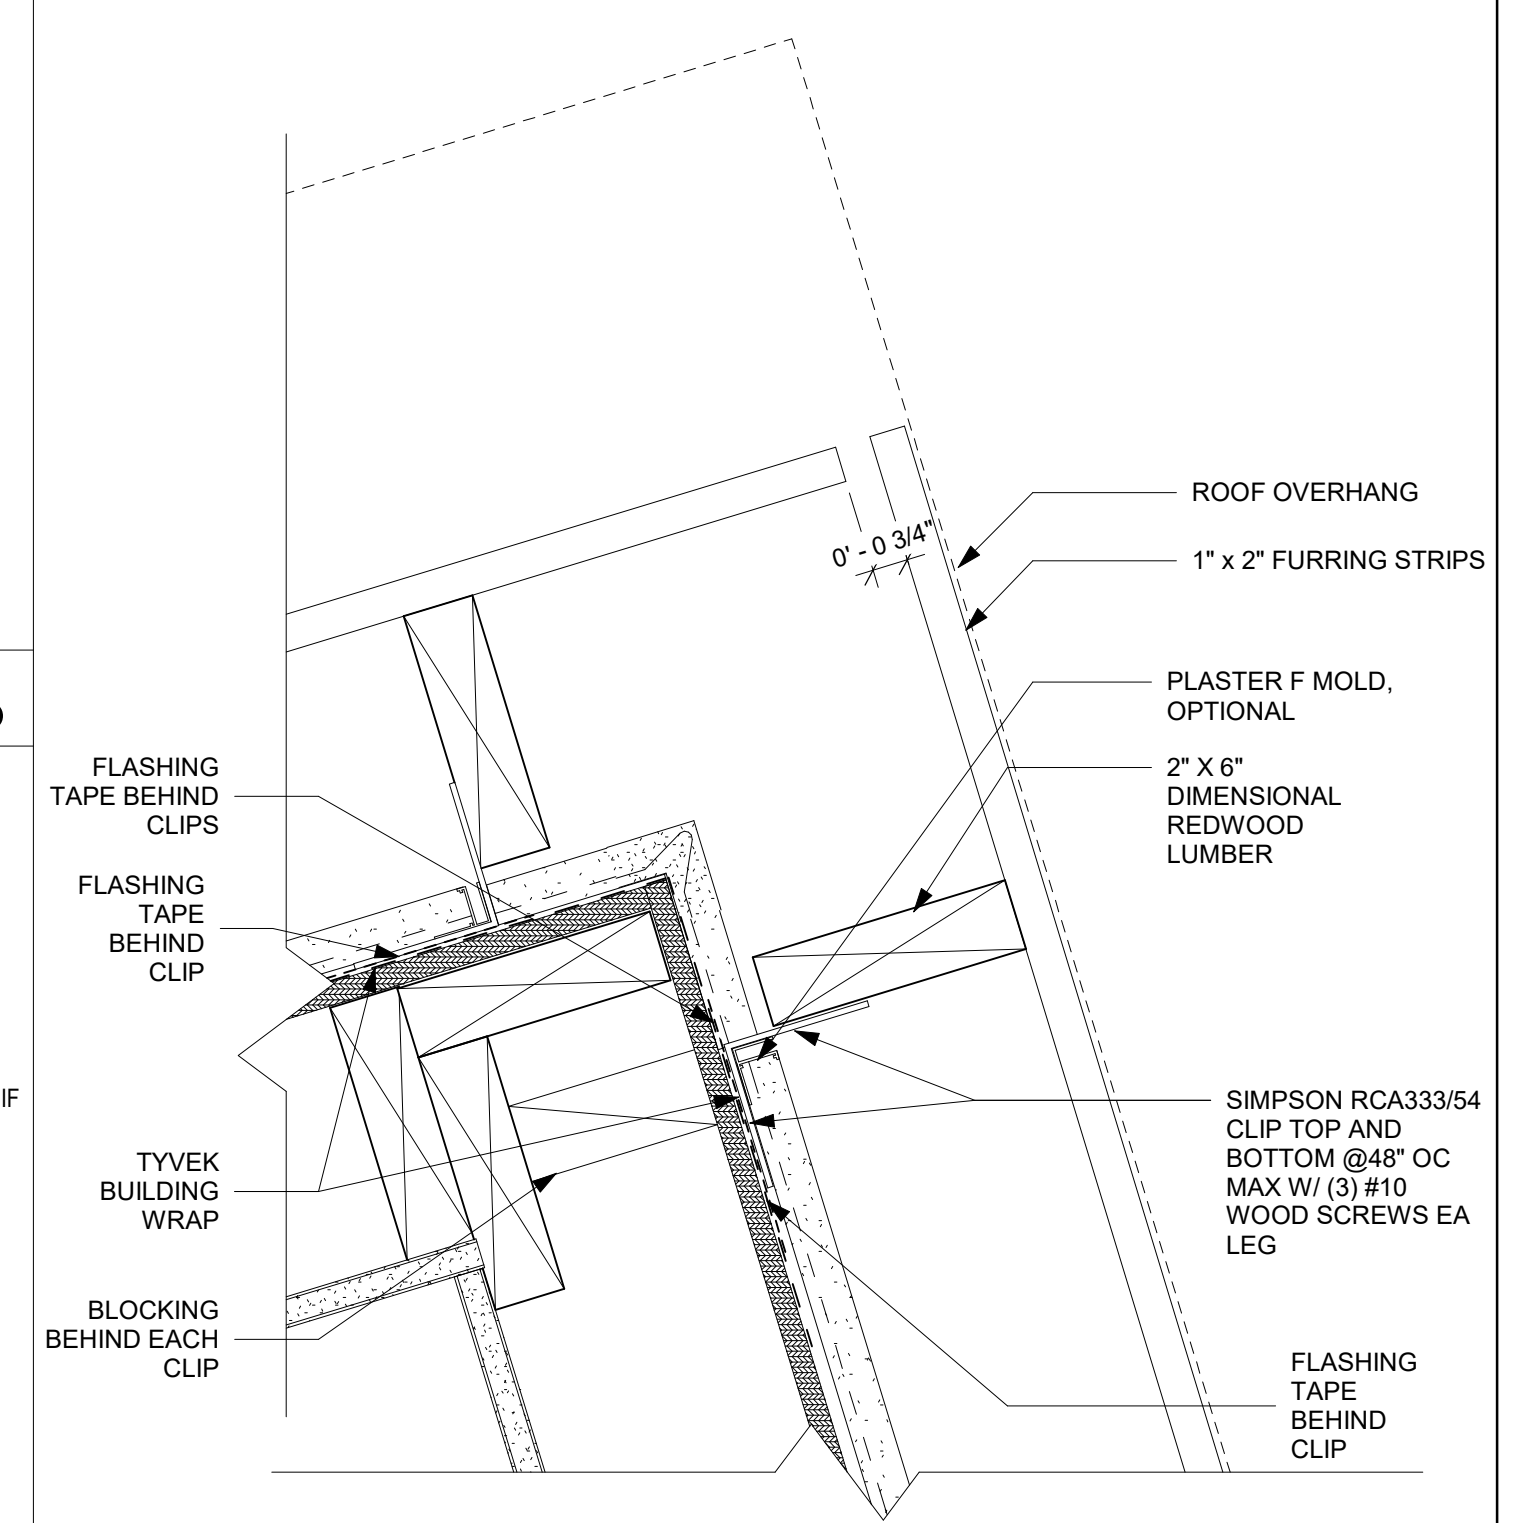 ROOF OVERHANG
1" x 2" FURRING STRIPS
0' - 0 3/4"
PLASTER F MOLD,
OPTIONAL
2" X 6"
DIMENSIONAL
REDWOOD
LUMBER
FLASHING
TAPE BEHIND
CLIPS
FLASHING
TAPE
BEHIND
CLIP
IF
TYVEK
BUILDING
WRAP
SIMPSON RCA333/54
CLIP TOP AND
BOTTOM @48" OC
MAX W/ (3) #10
WOOD SCREWS EA
LEG
BLOCKING
BEHIND EACH
CLIP
FLASHING
TAPE
BEHIND
CLIP